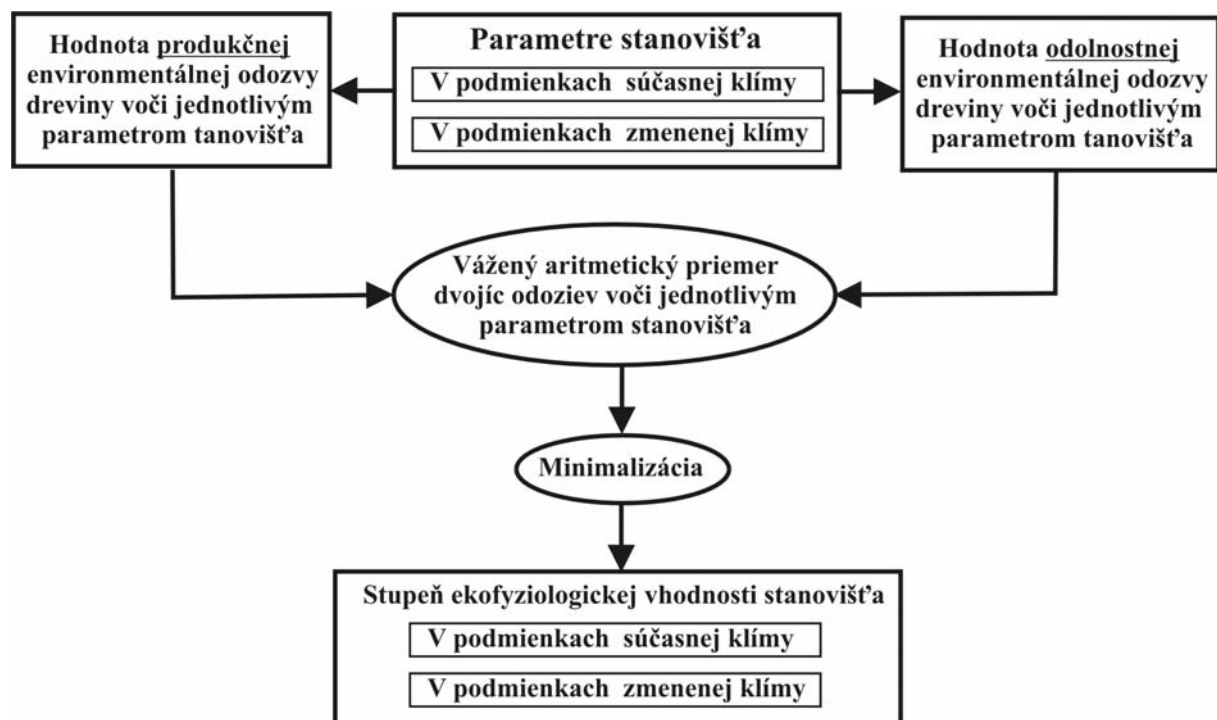 Hodnota produkčnej
environmentálnej odozvy
dreviny voči jednotlivým
parametrom tanovišťa
Parametre stanovišťa
V podmienkach súčasnej klímy
V podmienkach zmenenej klímy
Hodnota odolnostnej
environmentálnej odozvy
dreviny voči jednotlivým
parametrom tanovišťa
Vážený aritmetický priemer
dvojíc odoziev voči jednotlivým
parametrom stanovišťa
Minimalizácia
Stupeň ekofyziologickej vhodnosti stanovišťa
V podmienkach súčasnej klímy
V podmienkach zmenenej klímy